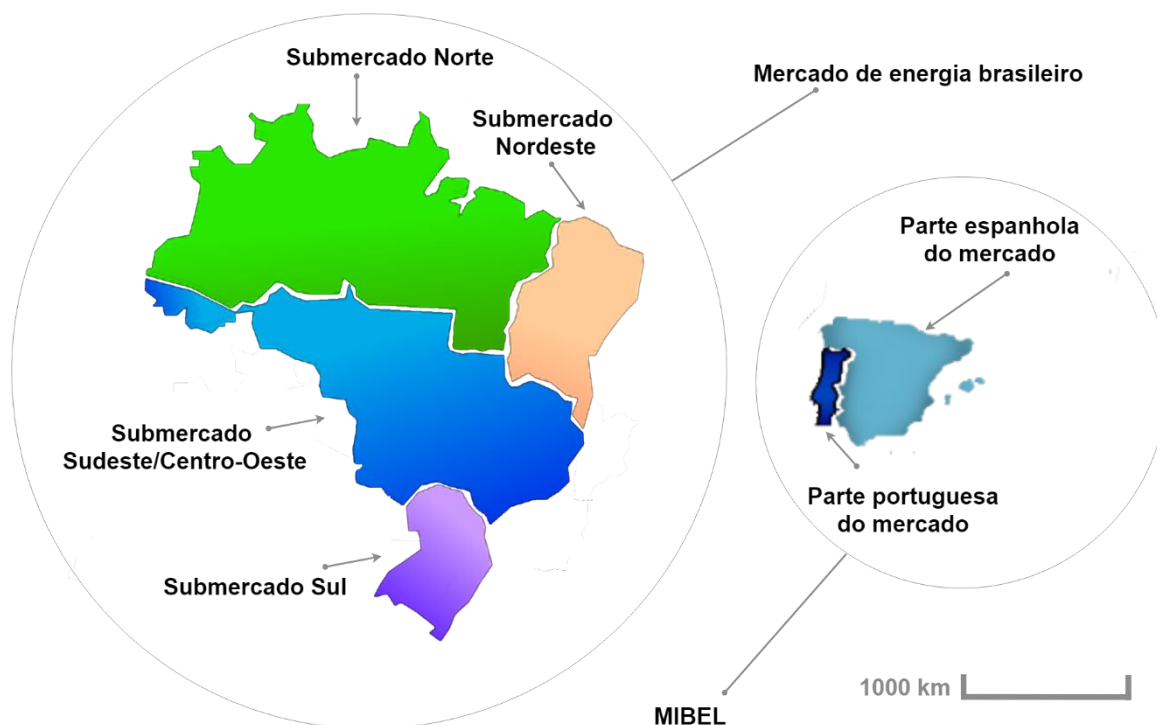 Submercado Norte
Mercado de energia brasileiro
Submercado
Nordeste
Parte espanhola
do mercado
Submercado
Sudeste/Centro-Oeste
Parte portuguesa
do mercado
Submercado Sul
1000 km
MIBEL